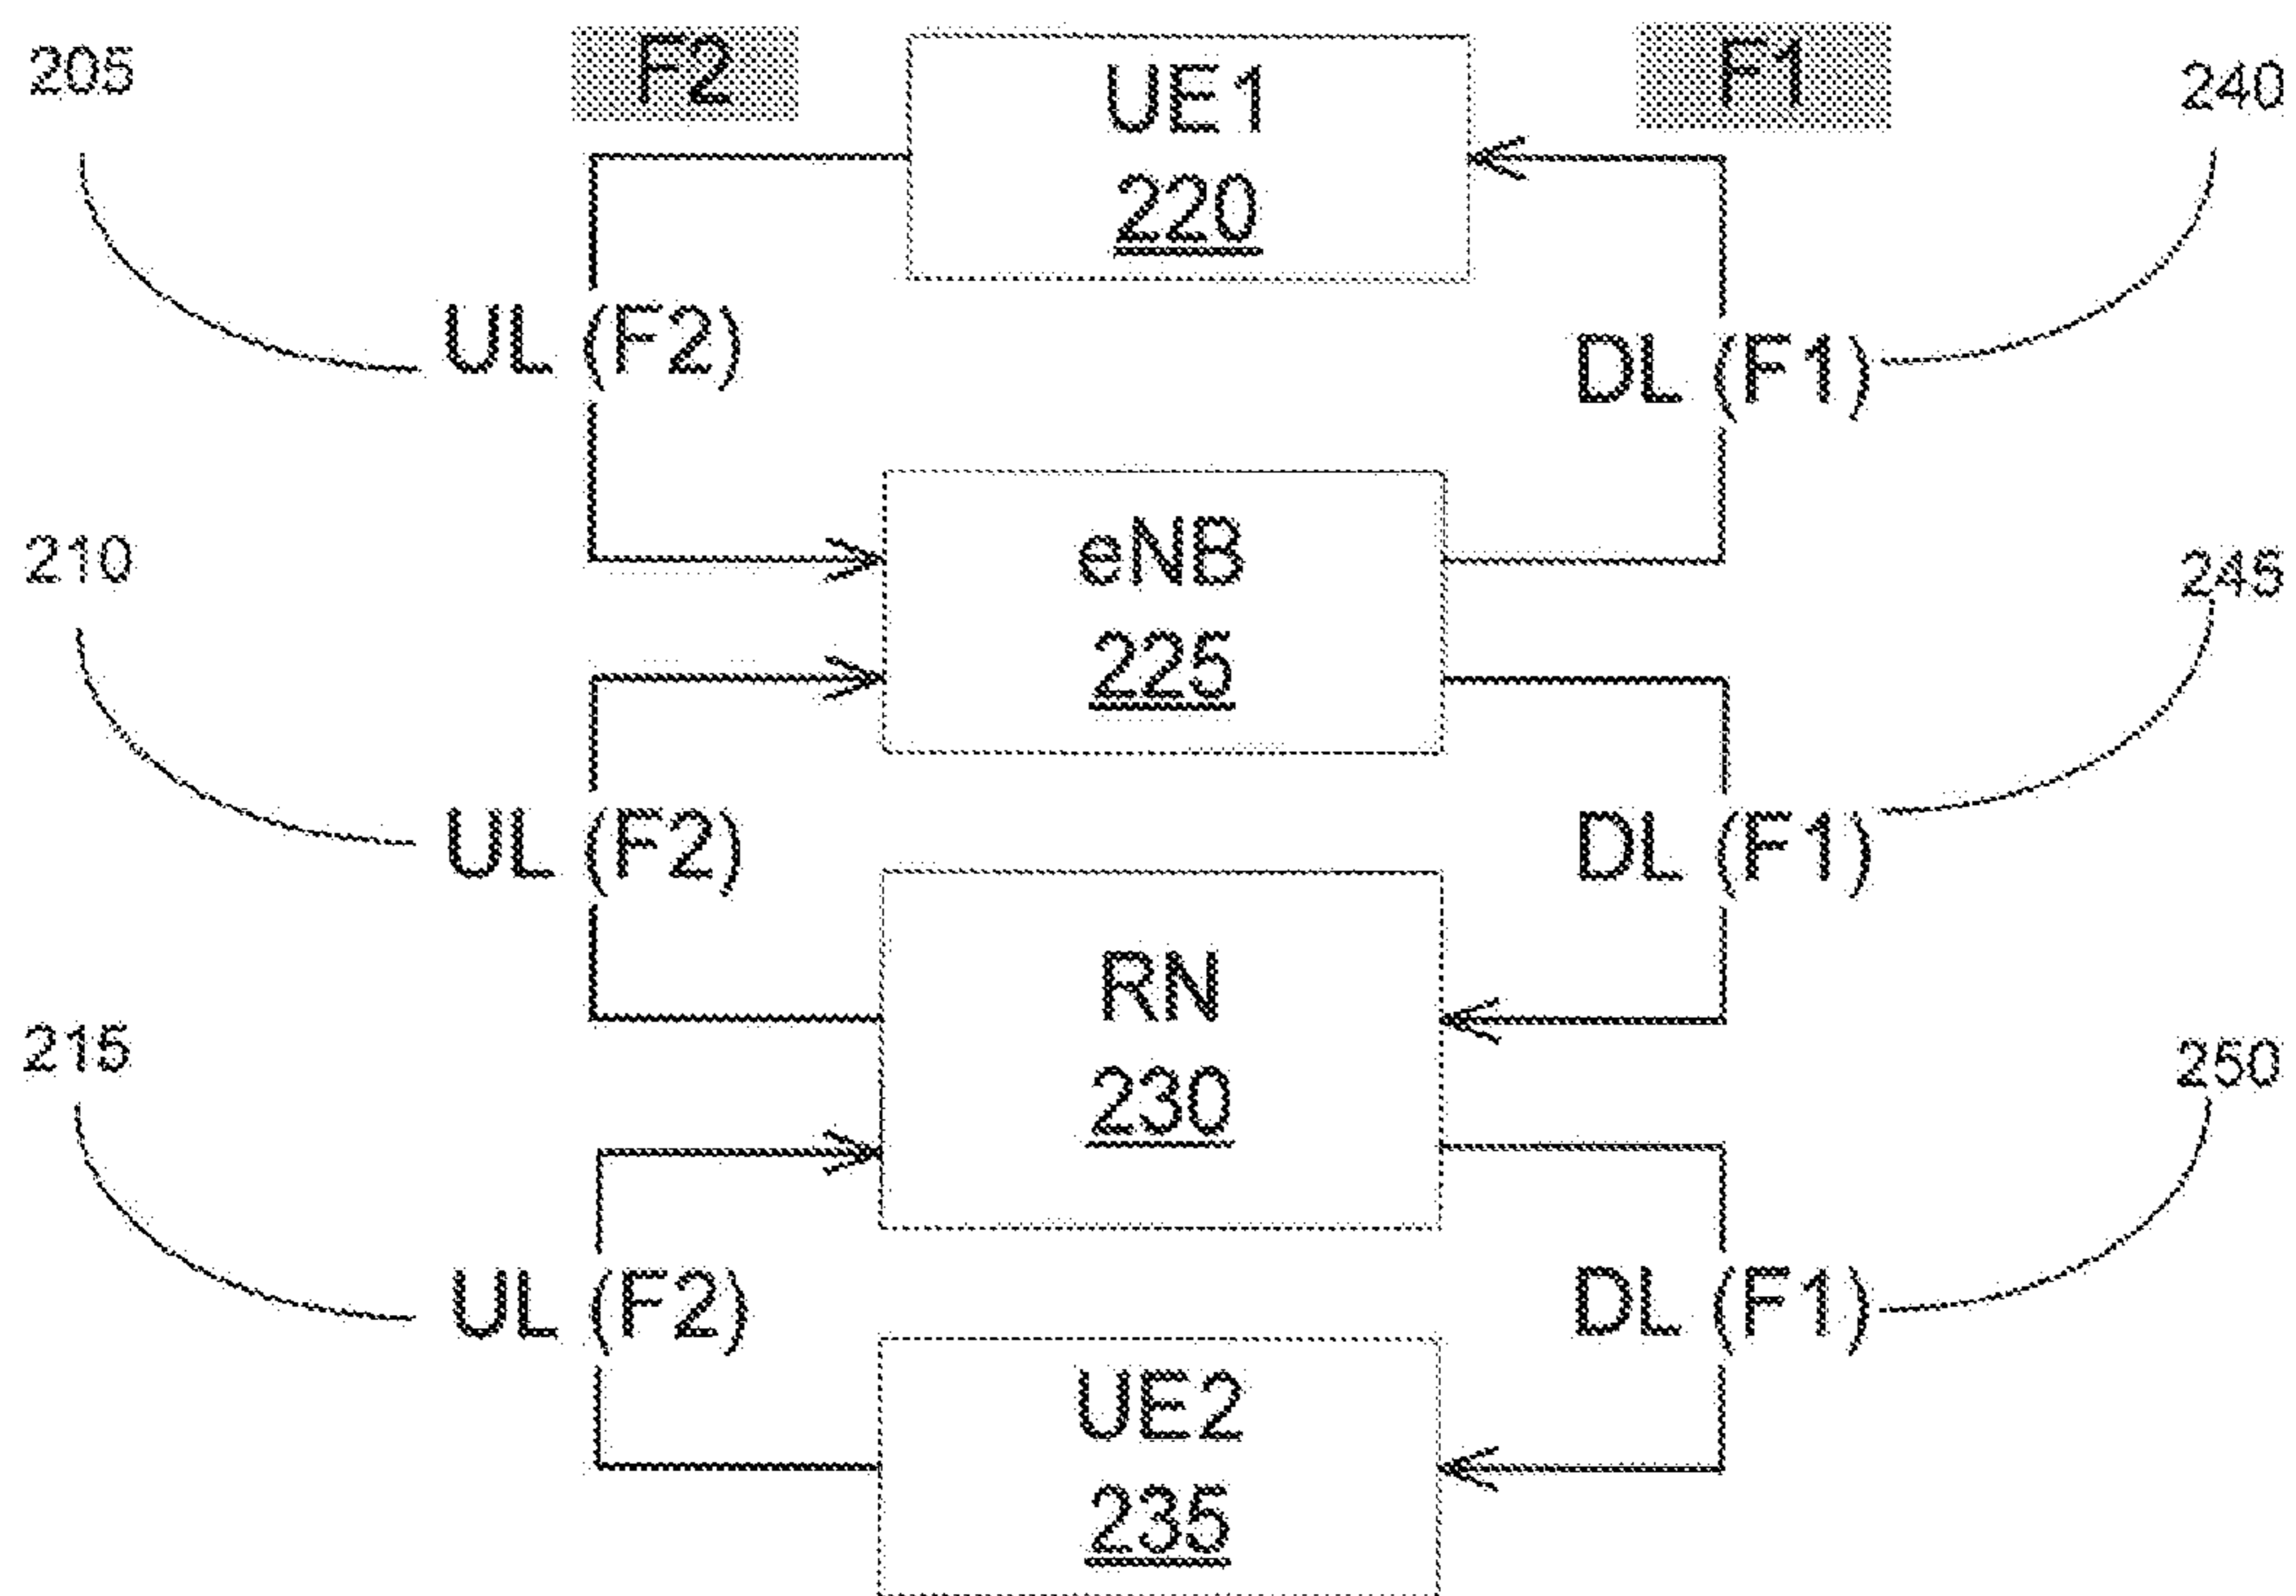 205
F2
UE1
F1
240
220
UL (F2)
DL (F1)
210
eNB
245
225
UL (F2)
DL (F1)
215
RN
250
230
UL (F2)
DL (F1)
UE2
235